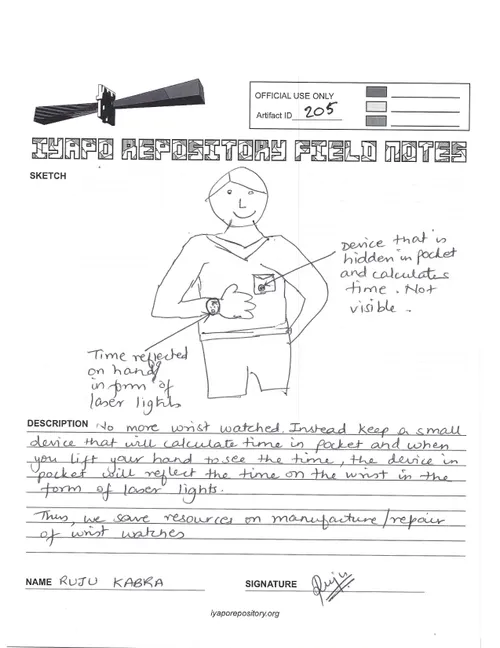 OFFICIAL USE ONLY
Artifact ID 205
IYAPO REPOSITORY FIELD NOTES
SKETCH
Device that is
hidden in pocket
and calculates
time. Not
visible.
Time reflected
on hand
in form of
laser lights
DESCRIPTION No more wrist watched. Instead keep a small
device that will calculate time in pocket and when
you lift your hand to see the time, the device in
pocket will reflect the time on the wrist in the
form of laser lights.
Thus, we save resources on manufacture/repair
of wrist watches
NAME RUJU KABRA
SIGNATURE Ruju
iyaporepository.org